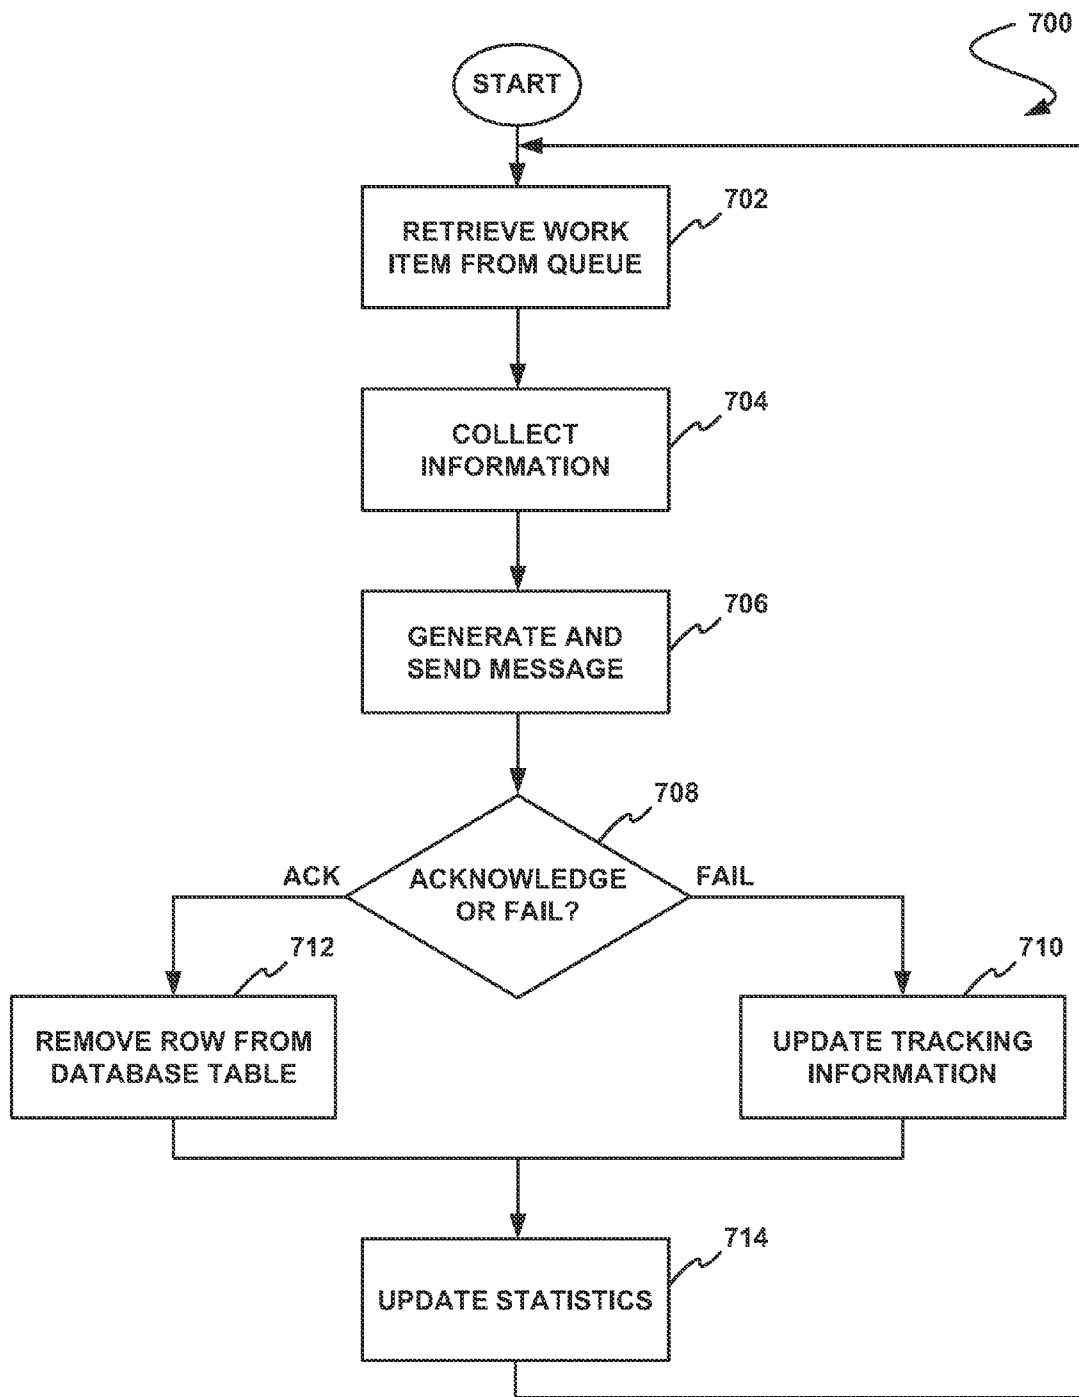 700
START
702
RETRIEVE WORK
ITEM FROM QUEUE
704
COLLECT
INFORMATION
706
GENERATE AND
SEND MESSAGE
708
ACKNOWLEDGE
OR FAIL?
ACK
FAIL
712
REMOVE ROW FROM
DATABASE TABLE
710
UPDATE TRACKING
INFORMATION
714
UPDATE STATISTICS